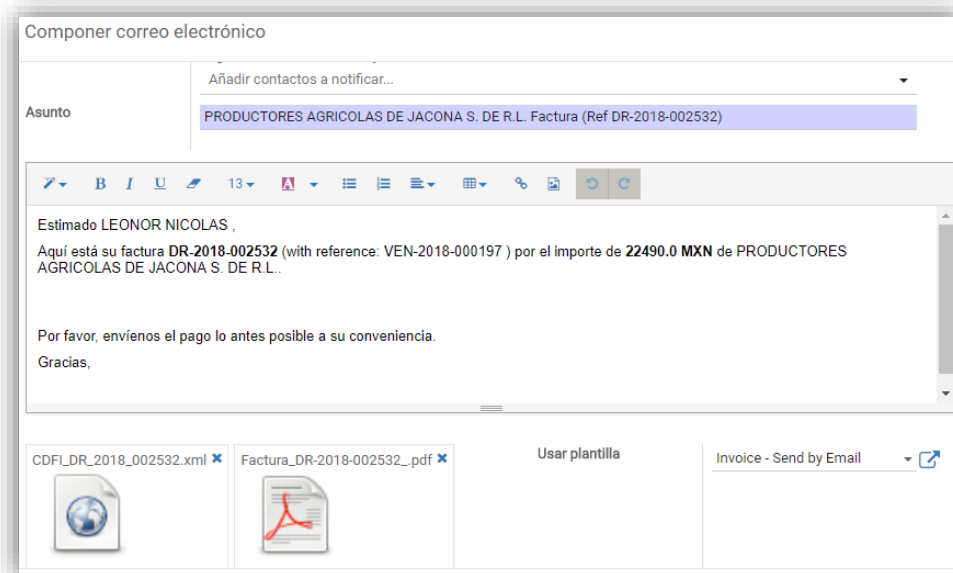 Componer correo electrónico
Añadir contactos a notificar...
Asunto
PRODUCTORES AGRICOLAS DE JACONA S. DE R.L. Factura (Ref DR-2018-002532)
B I U 13 A
Estimado LEONOR NICOLAS ,
Aquí está su factura DR-2018-002532 (with reference: VEN-2018-000197 ) por el importe de 22490.0 MXN de PRODUCTORES
AGRICOLAS DE JACONA S. DE R.L..
Por favor, envíenos el pago lo antes posible a su conveniencia.
Gracias,
CDFI_DR_2018_002532.xml
Factura_DR-2018-002532_.pdf
Usar plantilla
Invoice - Send by Email